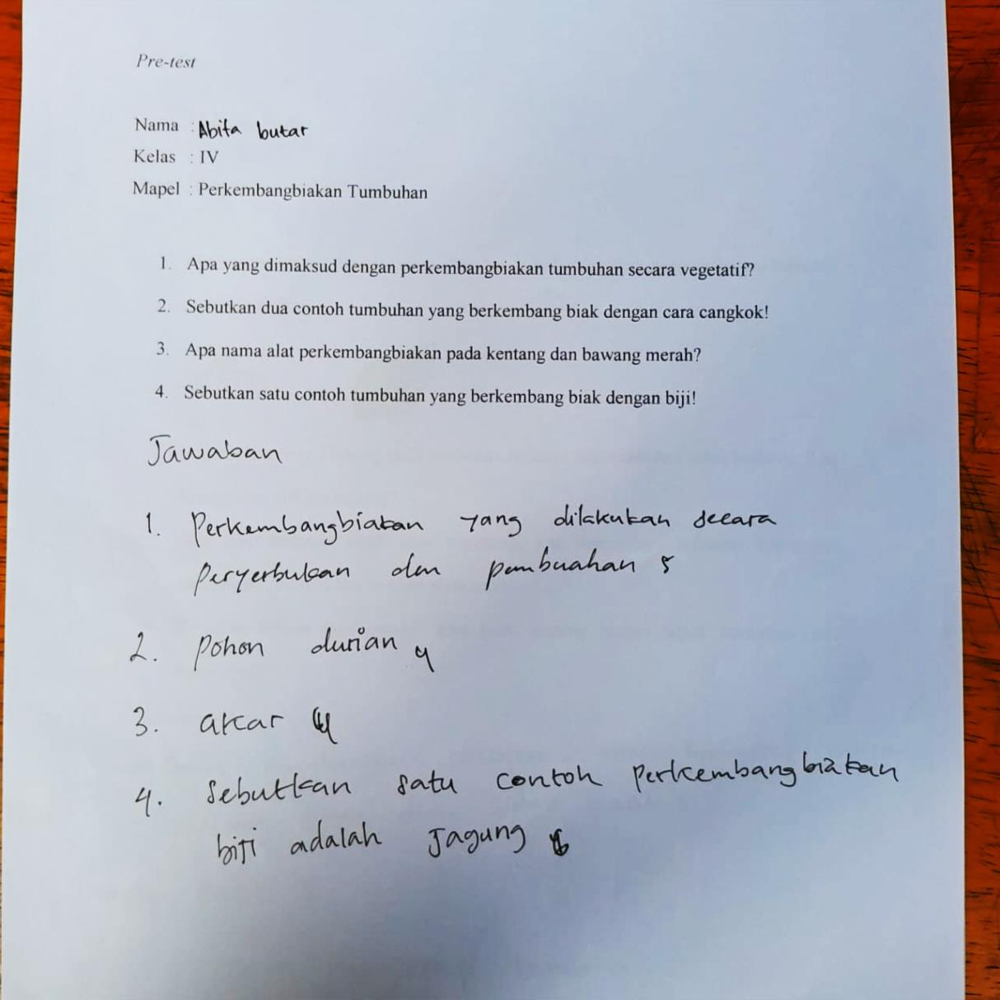 Pre-test
Nama : Abita butar
Kelas : IV
Mapel : Perkembangbiakan Tumbuhan
1. Apa yang dimaksud dengan perkembangbiakan tumbuhan secara vegetatif?
2. Sebutkan dua contoh tumbuhan yang berkembang biak dengan cara cangkok!
3. Apa nama alat perkembangbiakan pada kentang dan bawang merah?
4. Sebutkan satu contoh tumbuhan yang berkembang biak dengan biji!
Jawaban
1. Perkembangbiakan yang dilakukan secara
penyerbukan dan pembuahan 5
2. pohon durian 4
3. akar 4
4. Sebutkan satu contoh perkembangbiakan
biji adalah Jagung 6